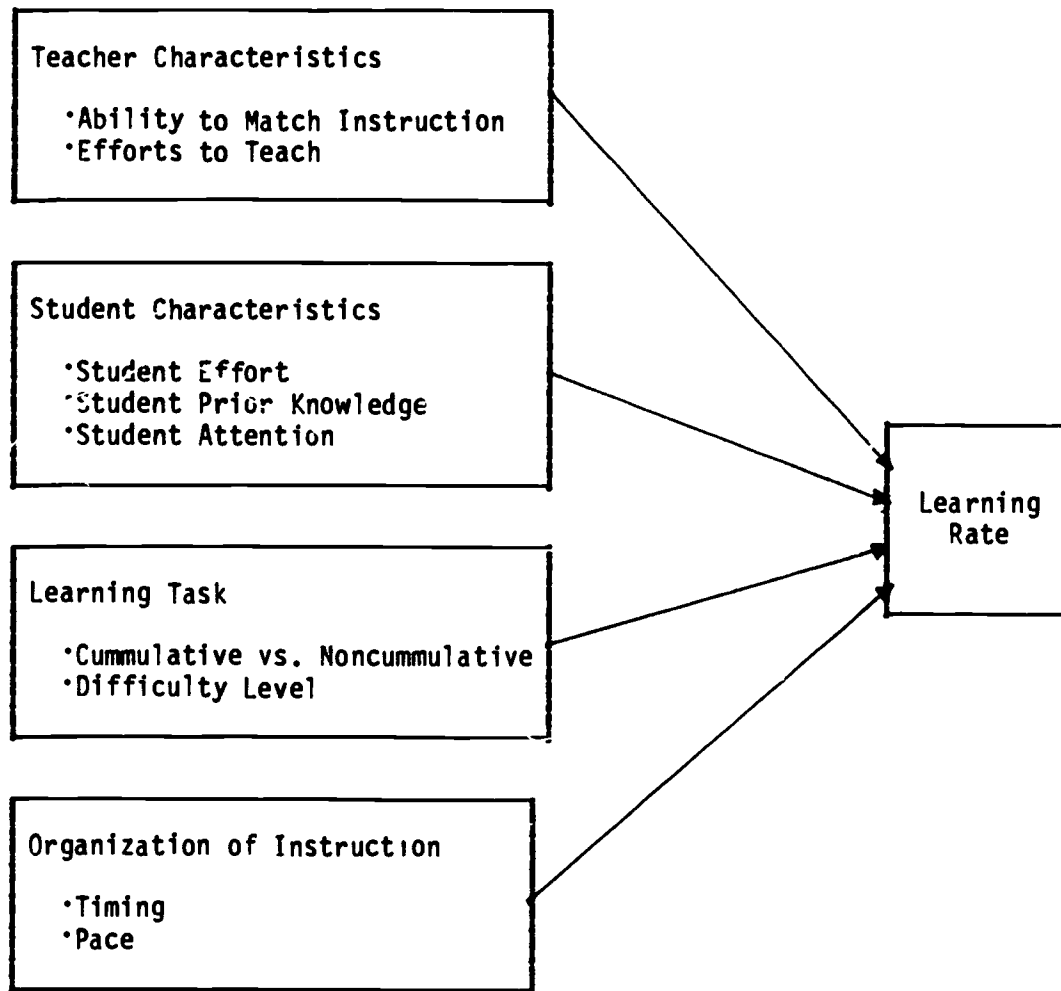 Teacher Characteristics
·Ability to Match Instruction
·Efforts to Teach
Student Characteristics
·Student Effort
·Student Prior Knowledge
·Student Attention
Learning Task
·Cummulative vs. Noncummulative
·Difficulty Level
Organization of Instruction
·Timing
·Pace
Learning
Rate